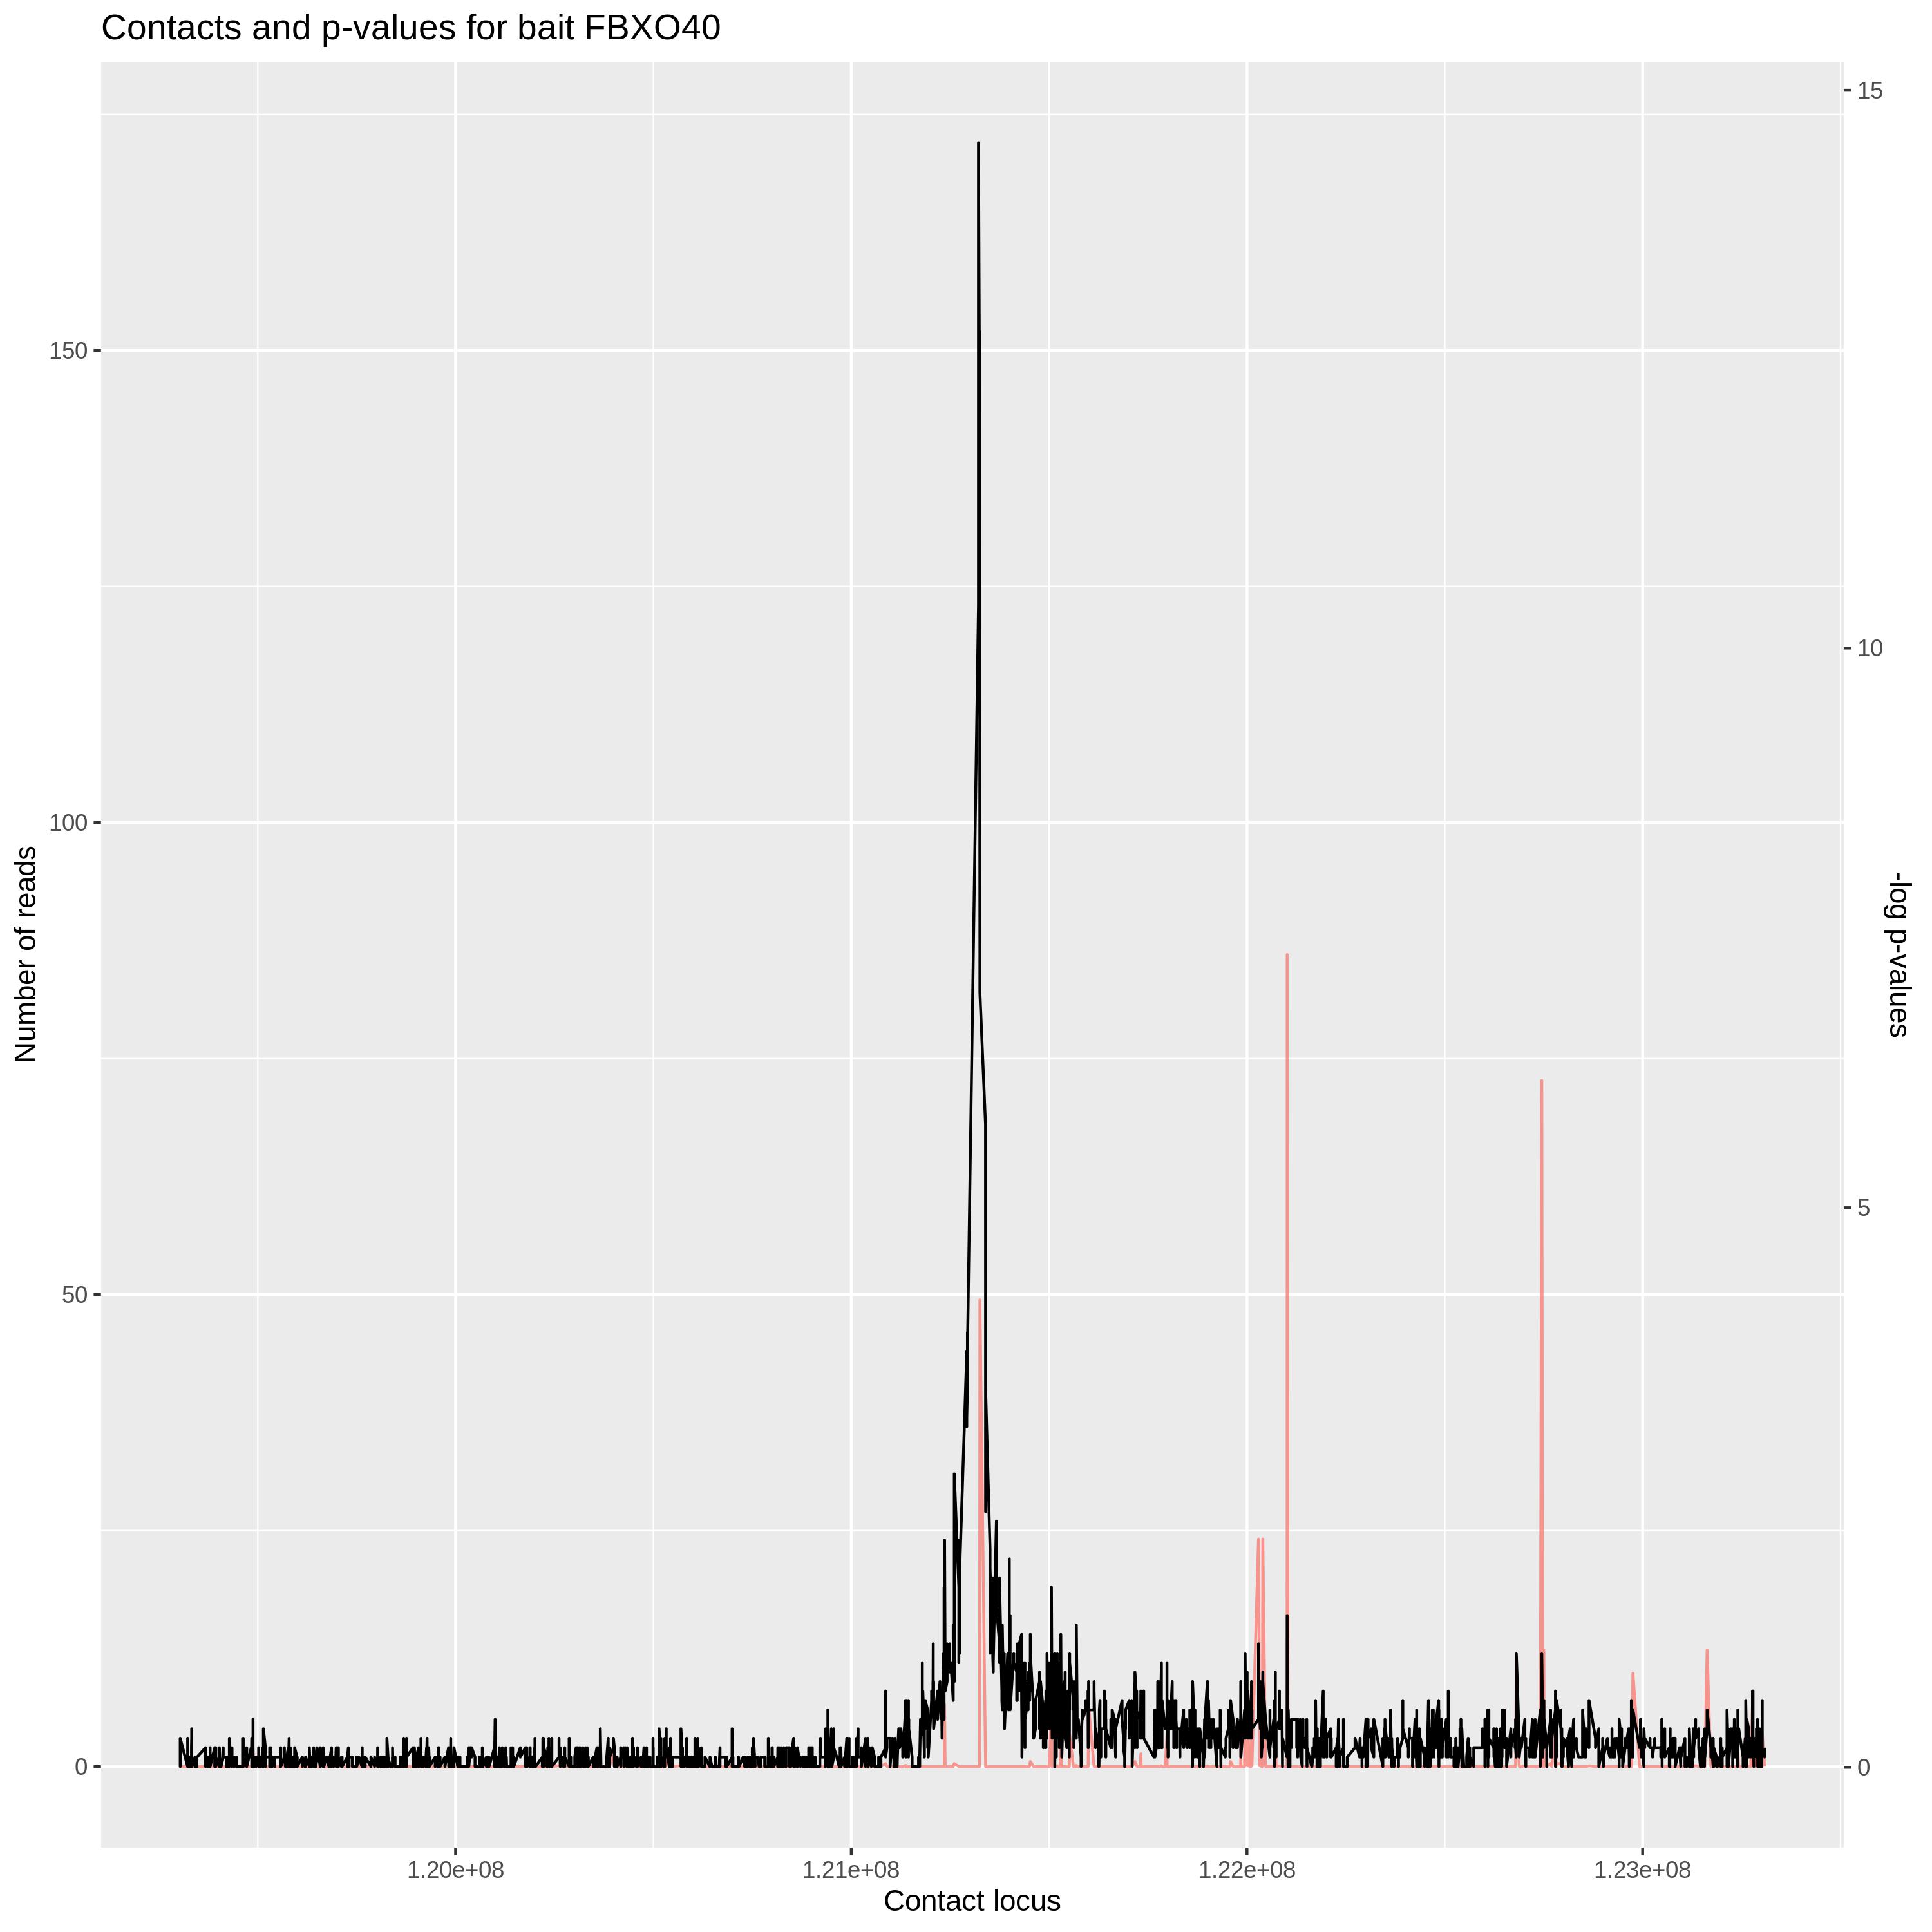 Contacts and p-values for bait FBXO40
15
150
10
100
Number of reads
-log p-values
5
50
0
0
1.20e+08
1.21e+08
1.22e+08
1.23e+08
Contact locus